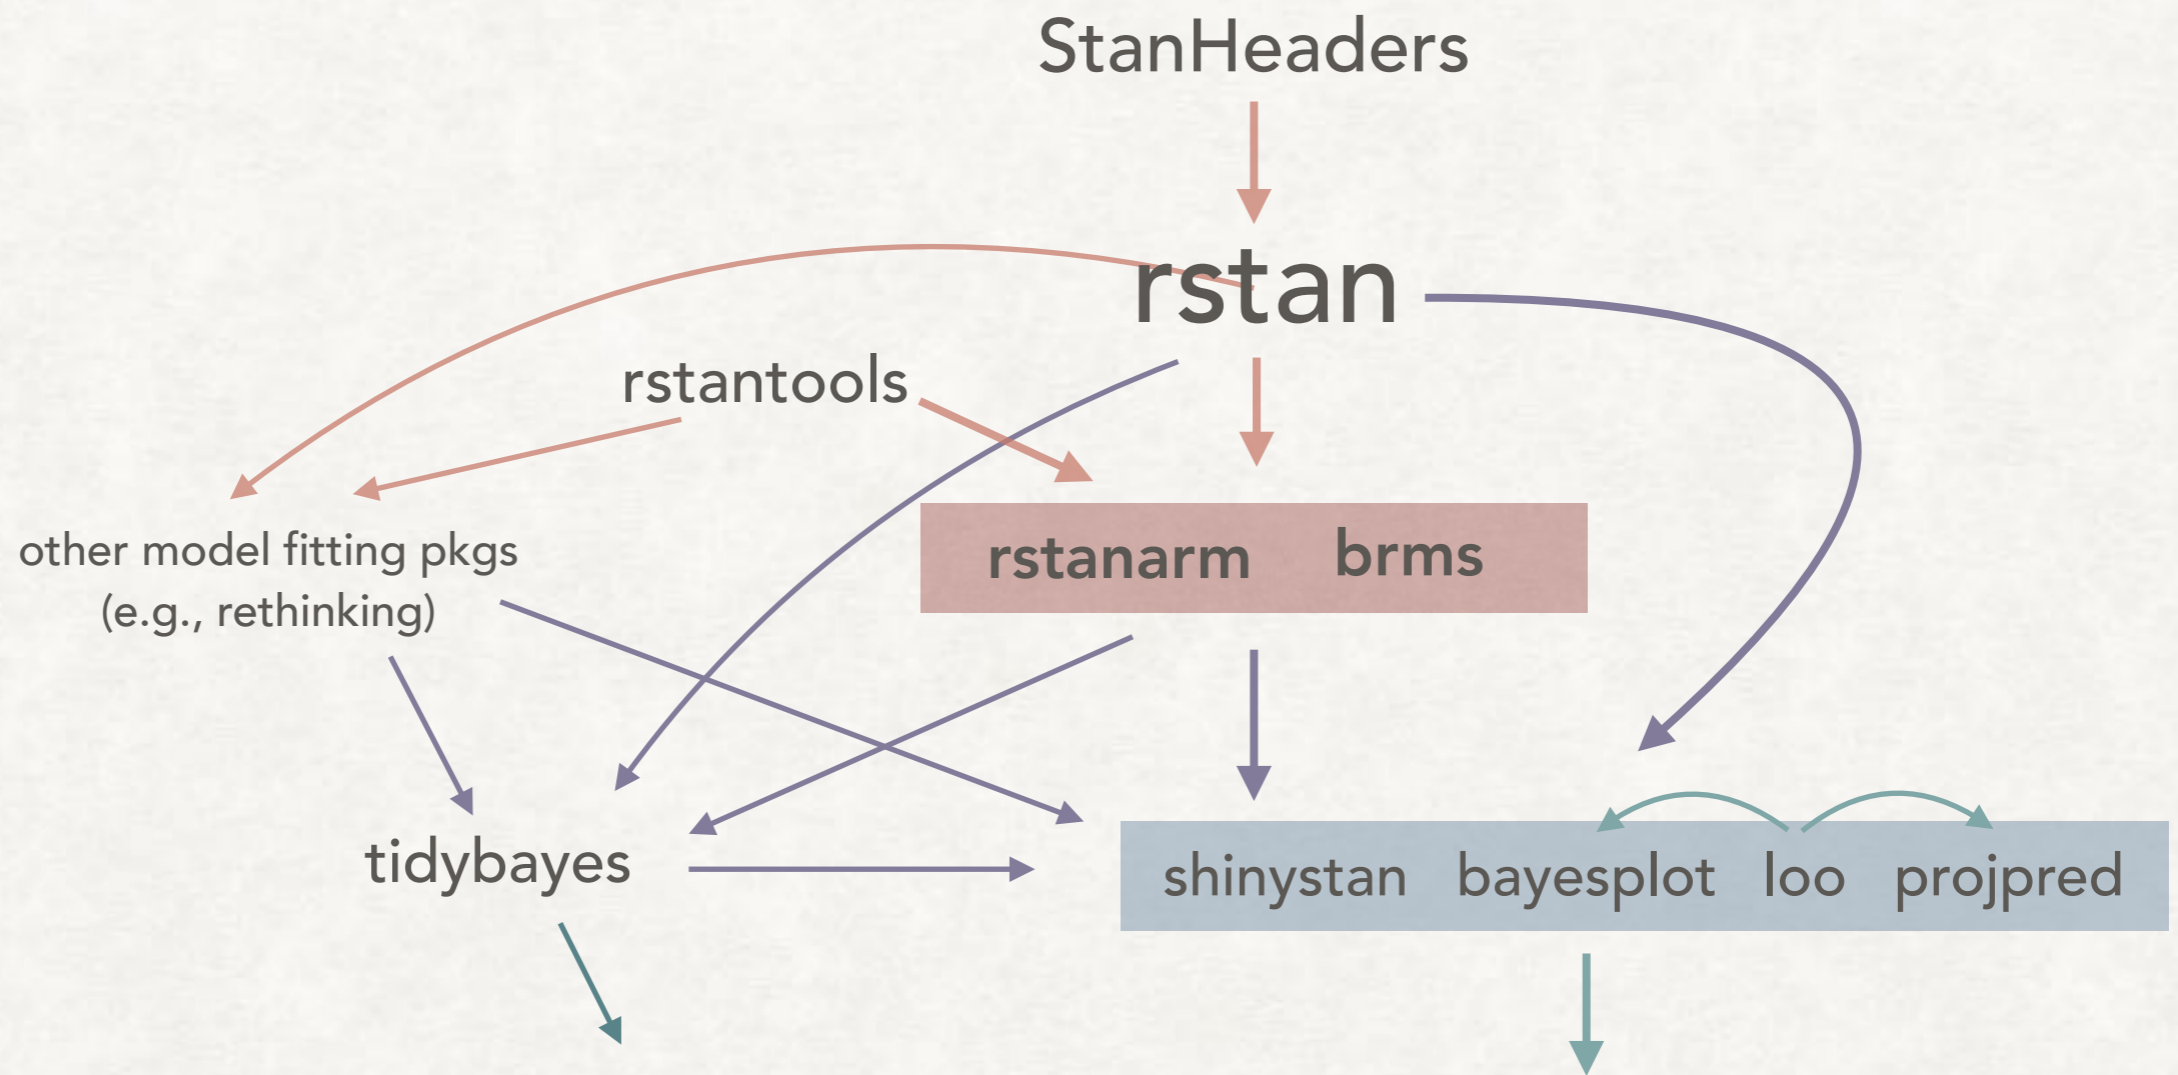 StanHeaders
rstan
rstantools
other model fitting pkgs
(e.g., rethinking)
rstanarm brms
tidybayes
shinystan bayesplot loo projpred